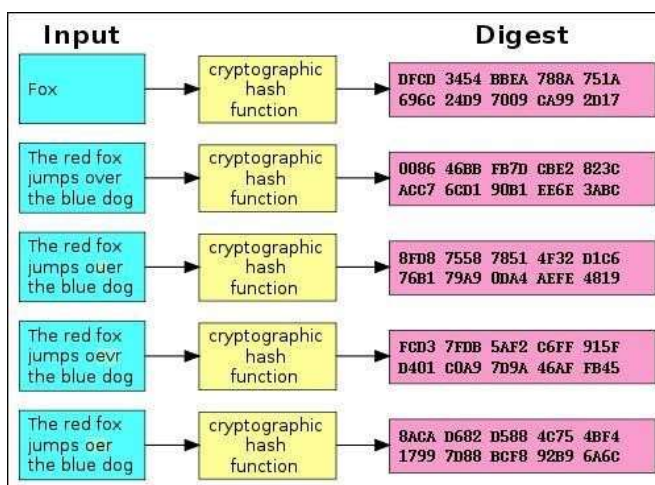 Input
Digest
Fox
cryptographic
hash
function
DFCD 3454 BBEA 788A 751A
696C 24D9 7009 CA99 2D17
The red fox
jumps over
the blue dog
cryptographic
hash
function
0086 46BB FB7D CBE2 823C
ACC7 6CD1 90B1 EE6E 3ABC
The red fox
jumps ouer
the blue dog
cryptographic
hash
function
8FD8 7558 7851 4F32 D1C6
76B1 79A9 0DA4 AEFE 4819
The red fox
jumps oevr
the blue dog
cryptographic
hash
function
FCD3 7FDB 5AF2 C6FF 915F
D401 C0A9 7D9A 46AF FB45
The red fox
jumps oer
the blue dog
cryptographic
hash
function
8ACA D682 D588 4C75 4BF4
1799 7D88 BCF8 92B9 6A6C